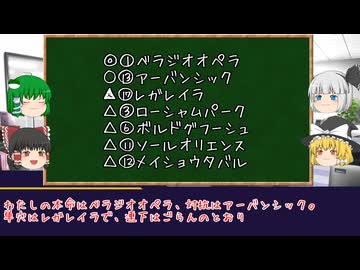 ◎①ベラジオオペラ
○⑬アーバンシック
▲⑰レガレイラ
△③ローシャムパーク
△⑥ボルドグフーシュ
△⑪ソールオリエンス
△⑫メイショウタバル
わたしの本命はベラジオオペラ、対抗はアーバンシック。
単穴はレガレイラで、連下はごらんのとおり